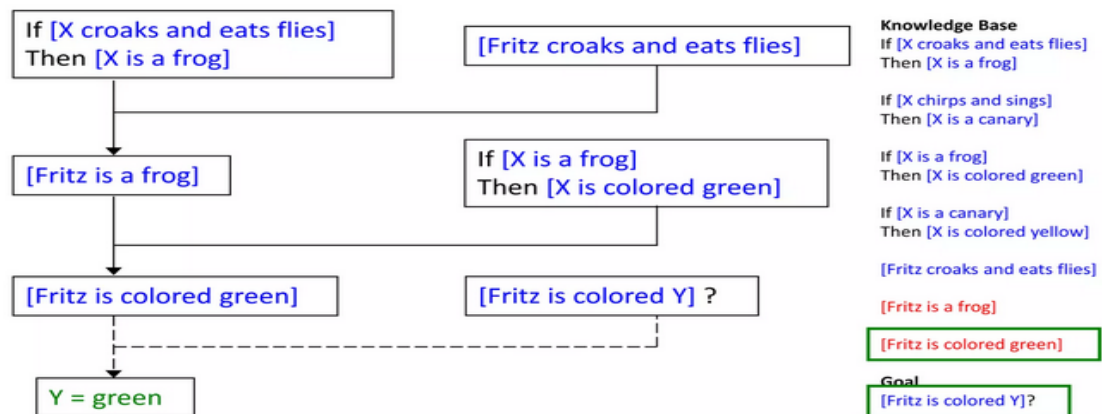 If [X croaks and eats flies]
Then [X is a frog]
[Fritz croaks and eats flies]
[Fritz is a frog]
If [X is a frog]
Then [X is colored green]
[Fritz is colored green]
[Fritz is colored Y] ?
Y = green
Knowledge Base
If [X croaks and eats flies]
Then [X is a frog]
If [X chirps and sings]
Then [X is a canary]
If [X is a frog]
Then [X is colored green]
If [X is a canary]
Then [X is colored yellow]
[Fritz croaks and eats flies]
[Fritz is a frog]
[Fritz is colored green]
Goal
[Fritz is colored Y]?